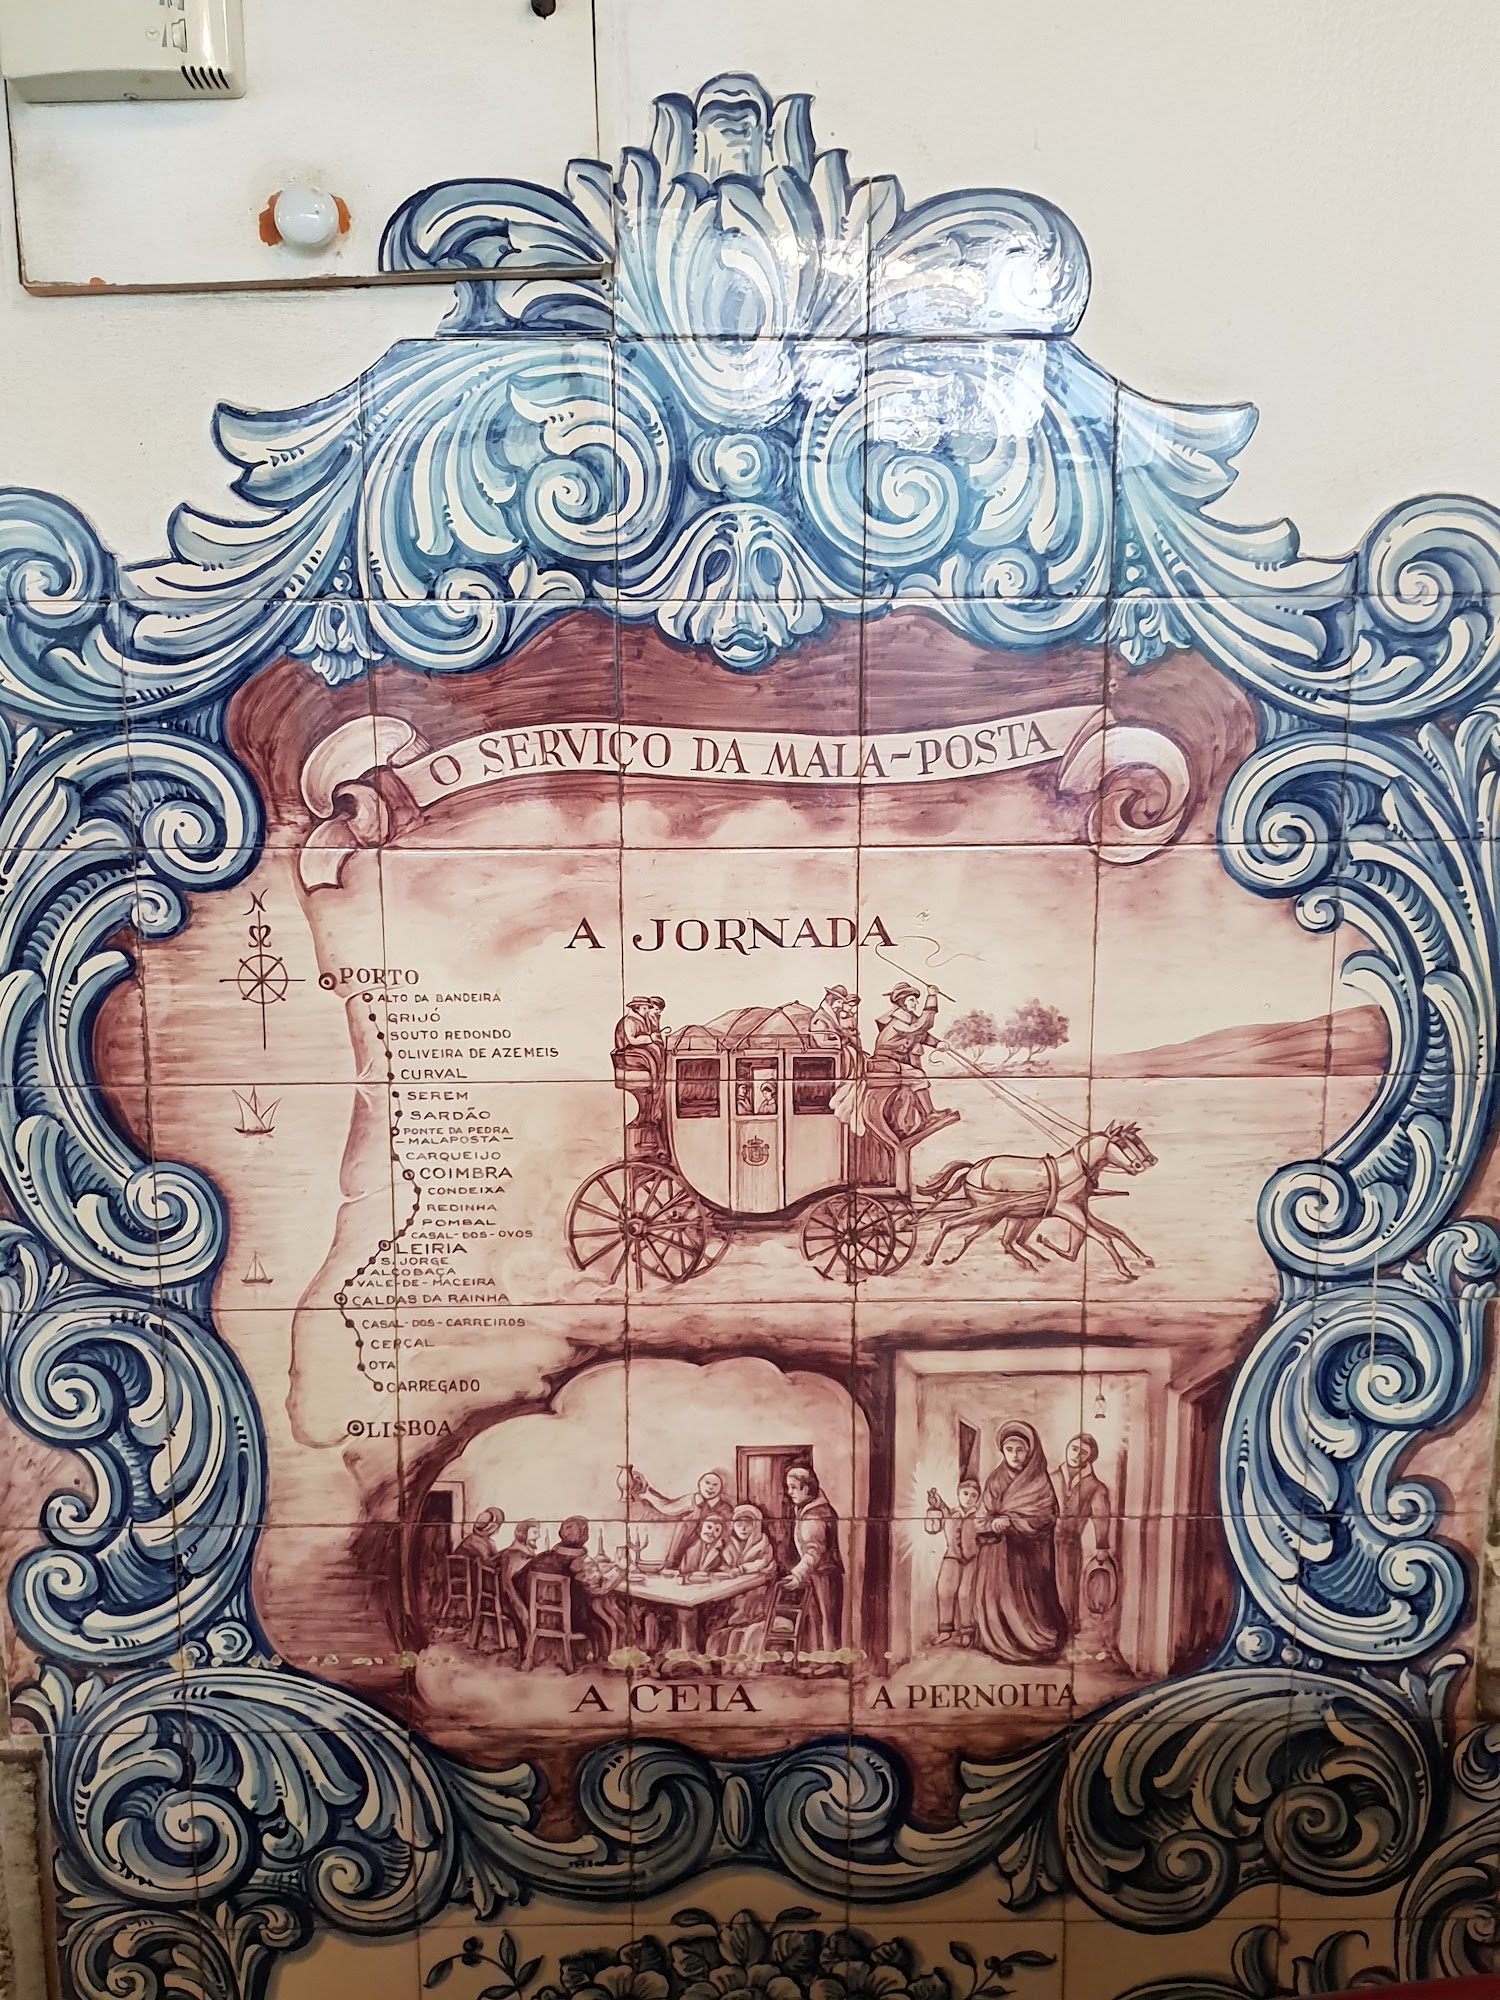 O SERVIÇO DA MALA-POSTA
N
A JORNADA
PORTO
ALTO DA BANDEIRA
GRIJÓ
SOUTO REDONDO
OLIVEIRA DE AZEMEIS
CURVAL
SEREM
SARDÃO
PONTE DA PEDRA
-MALAPOSTA-
CARQUEIJO
COIMBRA
CONDEIXA
REDINHA
POMBAL
CASAL-DOS-OVOS
LEIRIA
S. JORGE
ALCOBAÇA
VALE-DE-MACEIRA
CALDAS DA RAINHA
CASAL-DOS-CARREIROS
CERCAL
OTA
CARREGADO
LISBOA
A CEIA
A PERNOITA